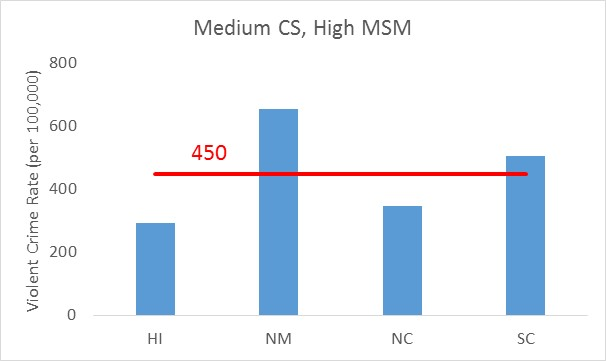 Medium CS, High MSM
Violent Crime Rate (per 100,000)
800
600
400
200
0
450
HI
NM
NC
SC